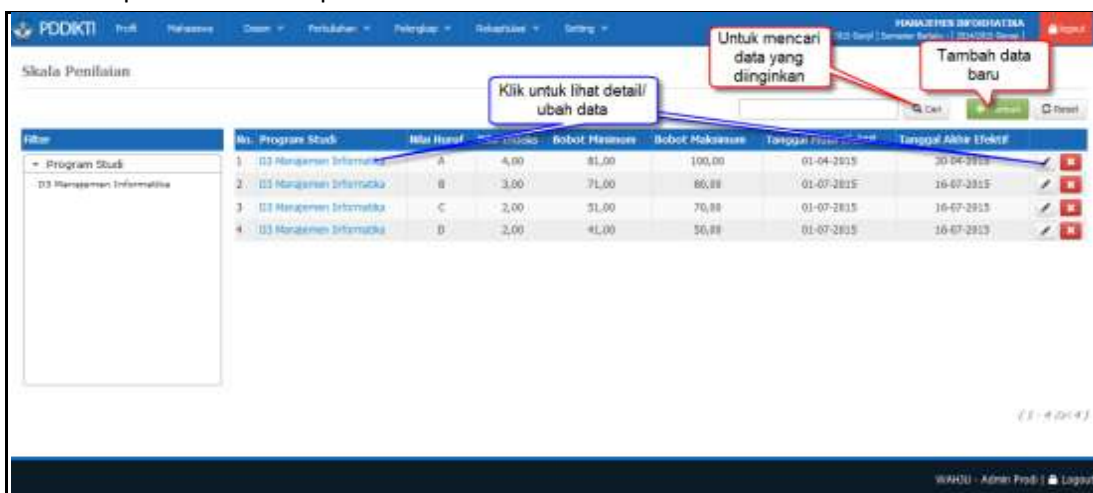 PDDIKTI Profil Mahasiswa Dosen Perkuliahan Pelengkap Rekapitulasi Setting
MANAJEMEN INFORMATIKA
logout
Untuk mencari
data yang
diinginkan
Tambah data
baru
Skala Penilaian
Klik untuk lihat detail/
ubah data
Cari
Reset
Filter
Program Studi
D3 Manajemen Informatika
No. Program Studi Nilai Huruf Bobot Minimum Bobot Maksimum Tanggal Akhir Efektif
1 D3 Manajemen Informatika A 4,00 81,00 100,00 01-04-2015 30-04-2015
2 D3 Manajemen Informatika B 3,00 71,00 80,00 01-07-2015 16-07-2015
3 D3 Manajemen Informatika C 2,00 51,00 70,00 01-07-2015 16-07-2015
4 D3 Manajemen Informatika D 2,00 41,00 50,00 01-07-2015 16-07-2015
WAHJU - Admin Prodi | Logout